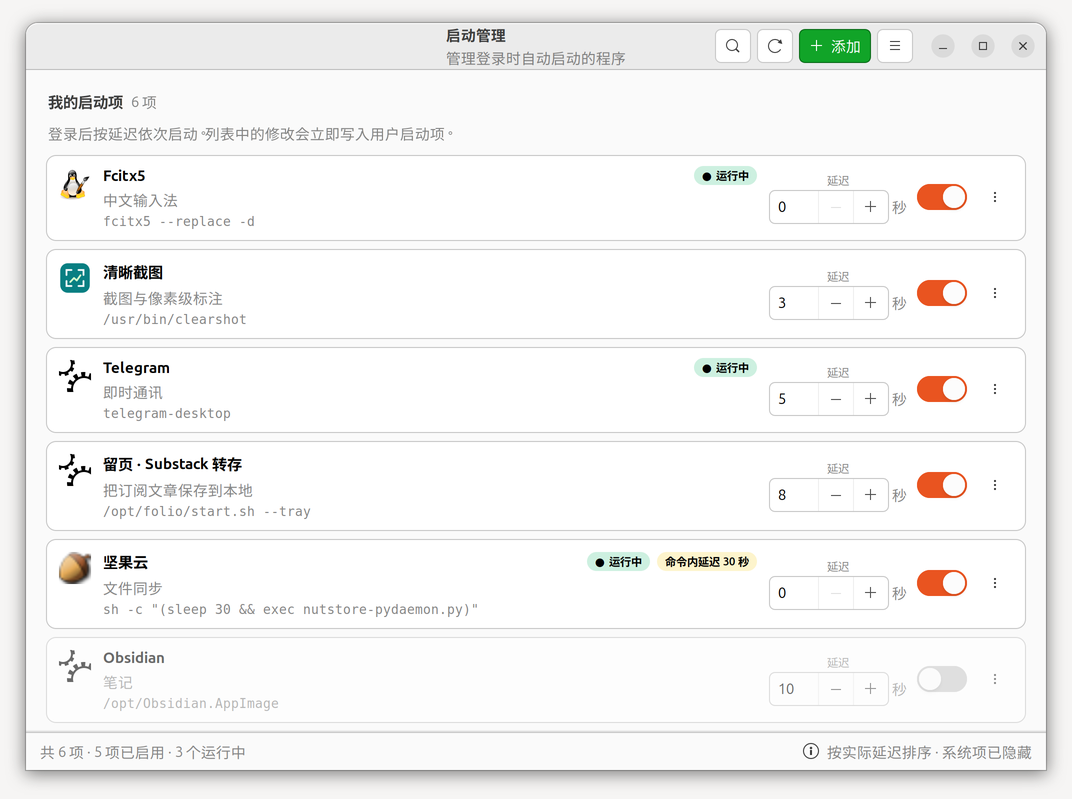 启动管理
管理登录时自动启动的程序
添加
我的启动项 6 项
登录后按延迟依次启动。列表中的修改会立即写入用户启动项。
Fcitx5
运行中
中文输入法
fcitx5 --replace -d
延迟
0
秒
清晰截图
截图与像素级标注
/usr/bin/clearshot
延迟
3
秒
Telegram
运行中
即时通讯
telegram-desktop
延迟
5
秒
留页 · Substack 转存
把订阅文章保存到本地
/opt/folio/start.sh --tray
延迟
8
秒
坚果云
运行中
命令内延迟 30 秒
文件同步
sh -c "(sleep 30 && exec nutstore-pydaemon.py)"
延迟
0
秒
Obsidian
笔记
/opt/Obsidian.AppImage
延迟
10
秒
共 6 项 · 5 项已启用 · 3 个运行中
按实际延迟排序 · 系统项已隐藏